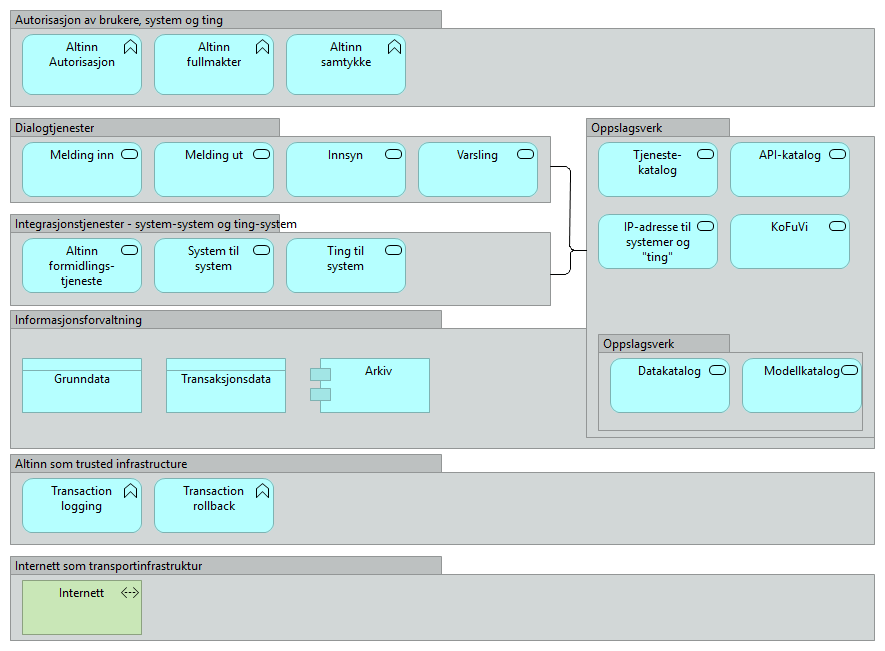 Autorisasjon av brukere, system og ting
Altinn
Autorisasjon
Altinn
fullmakter
Altinn
samtykke
Dialogtjenester
Melding inn
Melding ut
Innsyn
Varsling
Integrasjonstjenester - system-system og ting-system
Altinn
formidlings-
tjeneste
System til
system
Ting til
system
Oppslagsverk
Tjeneste-
katalog
API-katalog
IP-adresse til
systemer og
"ting"
KoFuVi
Oppslagsverk
Datakatalog
Modellkatalog
Informasjonsforvaltning
Grunndata
Transaksjonsdata
Arkiv
Altinn som trusted infrastructure
Transaction
logging
Transaction
rollback
Internett som transportinfrastruktur
Internett